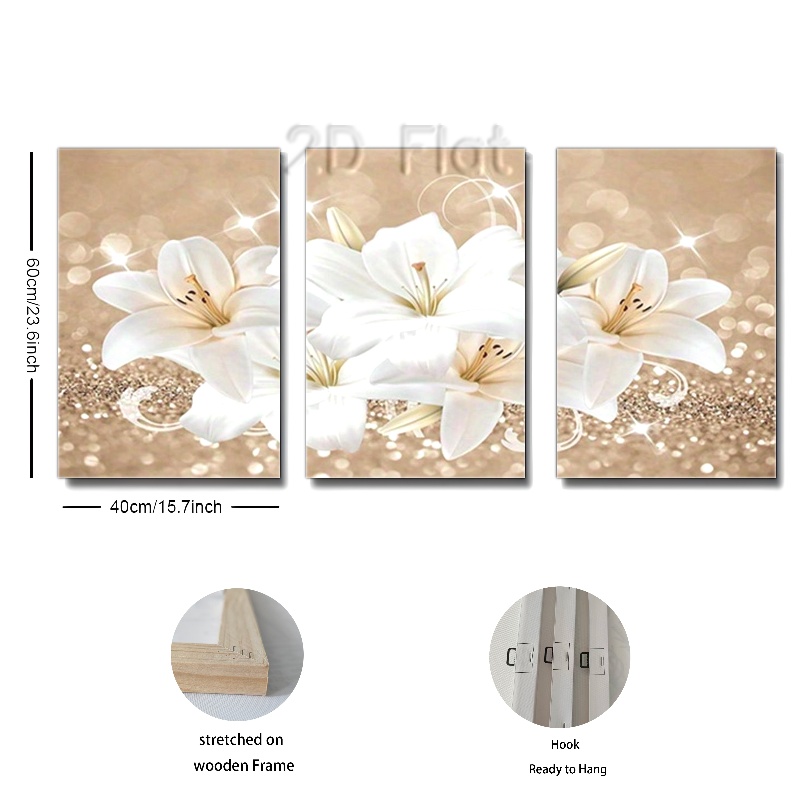 2D Flat
60cm/23.6inch
40cm/15.7inch
stretched on
wooden Frame
Hook
Ready to Hang